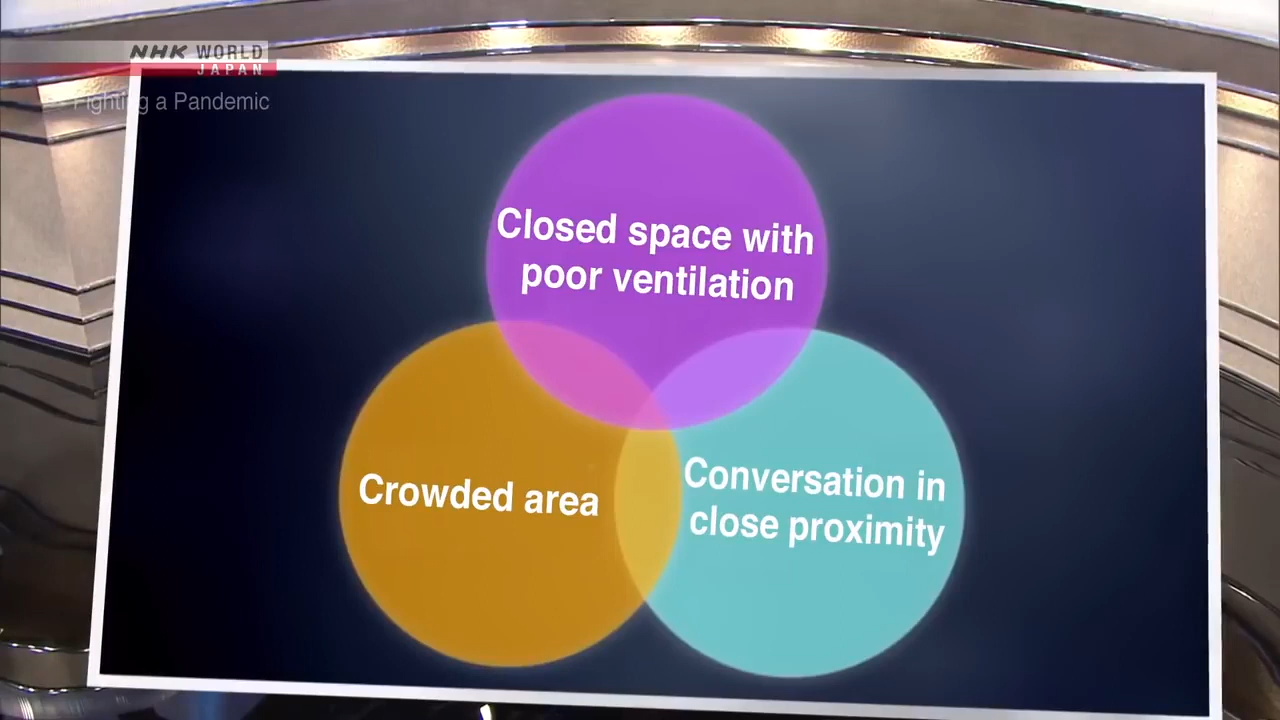 NHK WORLD
JAPAN
Fighting a Pandemic
Closed space with
poor ventilation
Crowded area
Conversation in
close proximity